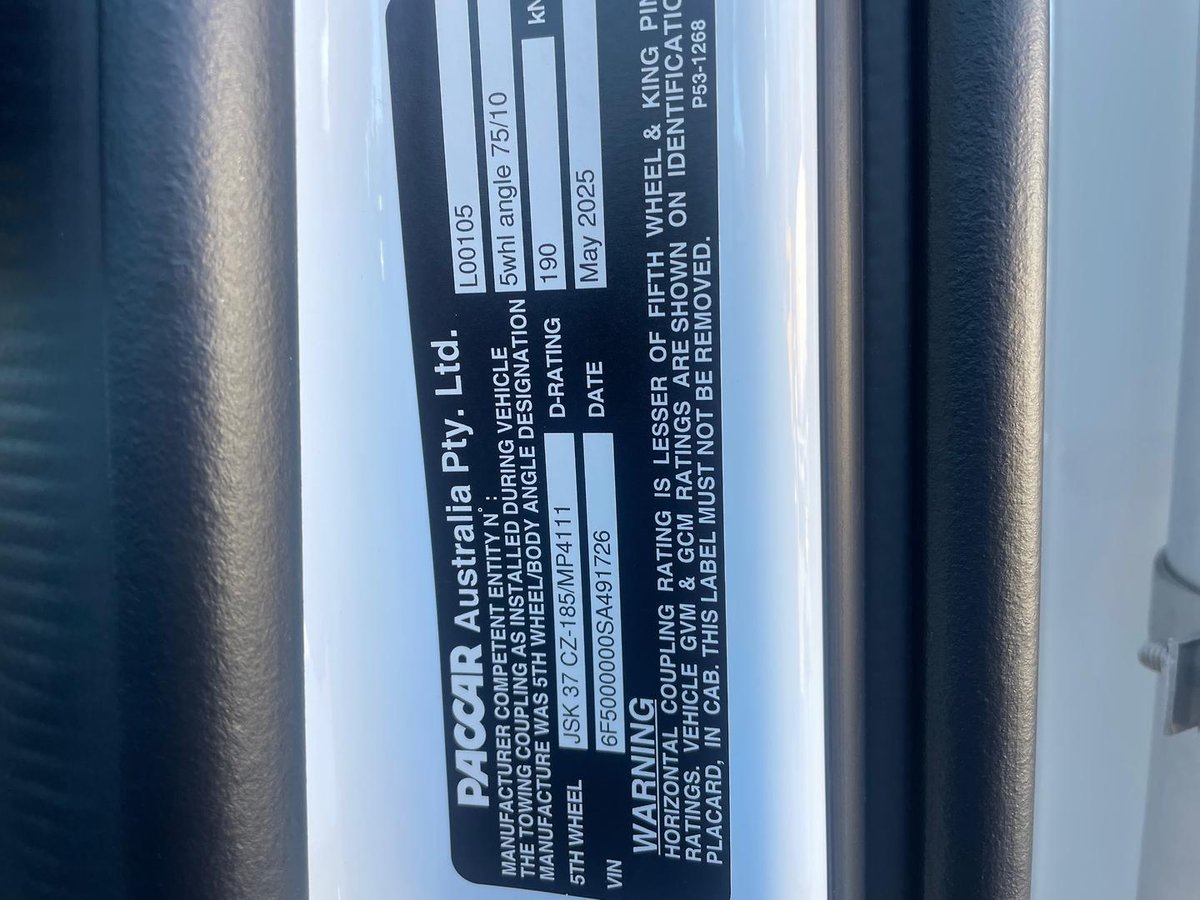 PACCAR Australia Pty. Ltd.
MANUFACTURER COMPETENT ENTITY N°: L00105
THE TOWING COUPLING AS INSTALLED DURING VEHICLE
MANUFACTURE WAS 5TH WHEEL/BODY ANGLE DESIGNATION 5whl angle 75/10
5TH WHEEL JSK 37 CZ-185/MP4111 D-RATING 190 kN
VIN 6F5000000SA491726 DATE May 2025
WARNING
HORIZONTAL COUPLING RATING IS LESSER OF FIFTH WHEEL & KING PIN
RATINGS. VEHICLE GVM & GCM RATINGS ARE SHOWN ON IDENTIFICATIO
PLACARD, IN CAB. THIS LABEL MUST NOT BE REMOVED. P53-1268